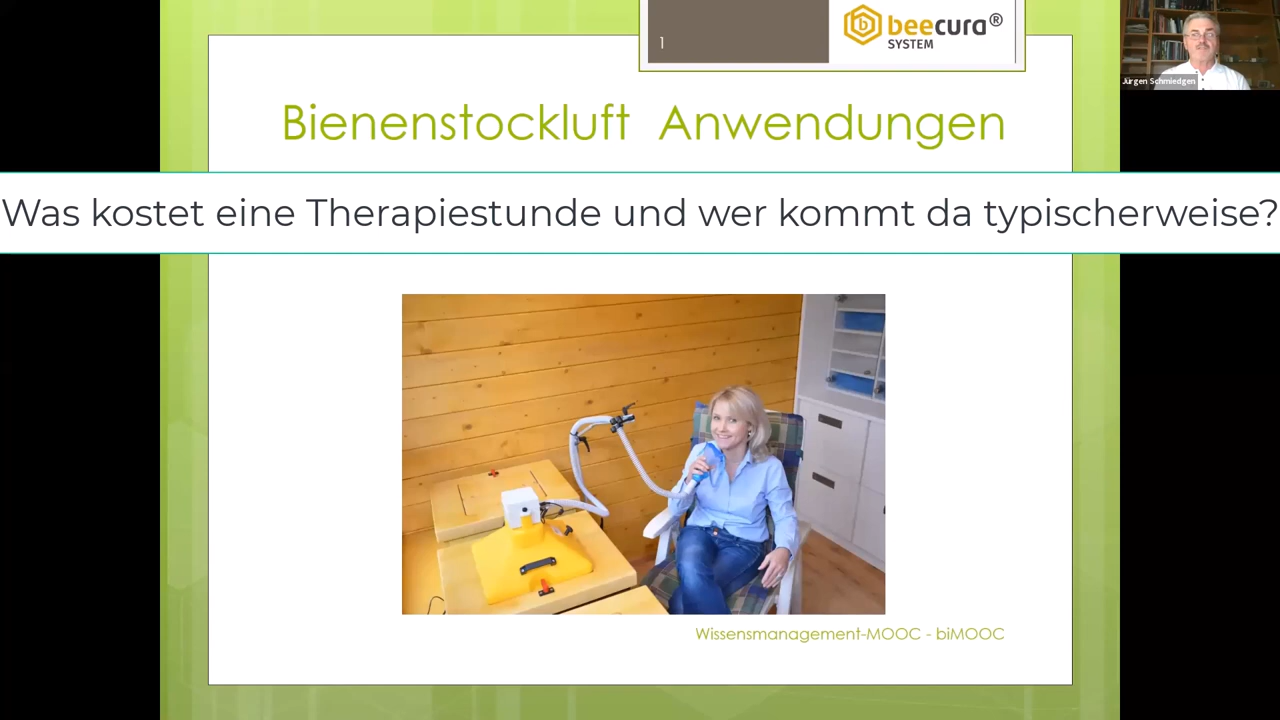 1
beecura®
SYSTEM
Jürgen Schmiedgen
Bienenstockluft Anwendungen
Was kostet eine Therapiestunde und wer kommt da typischerweise?
Wissensmanagement-MOOC - biMOOC